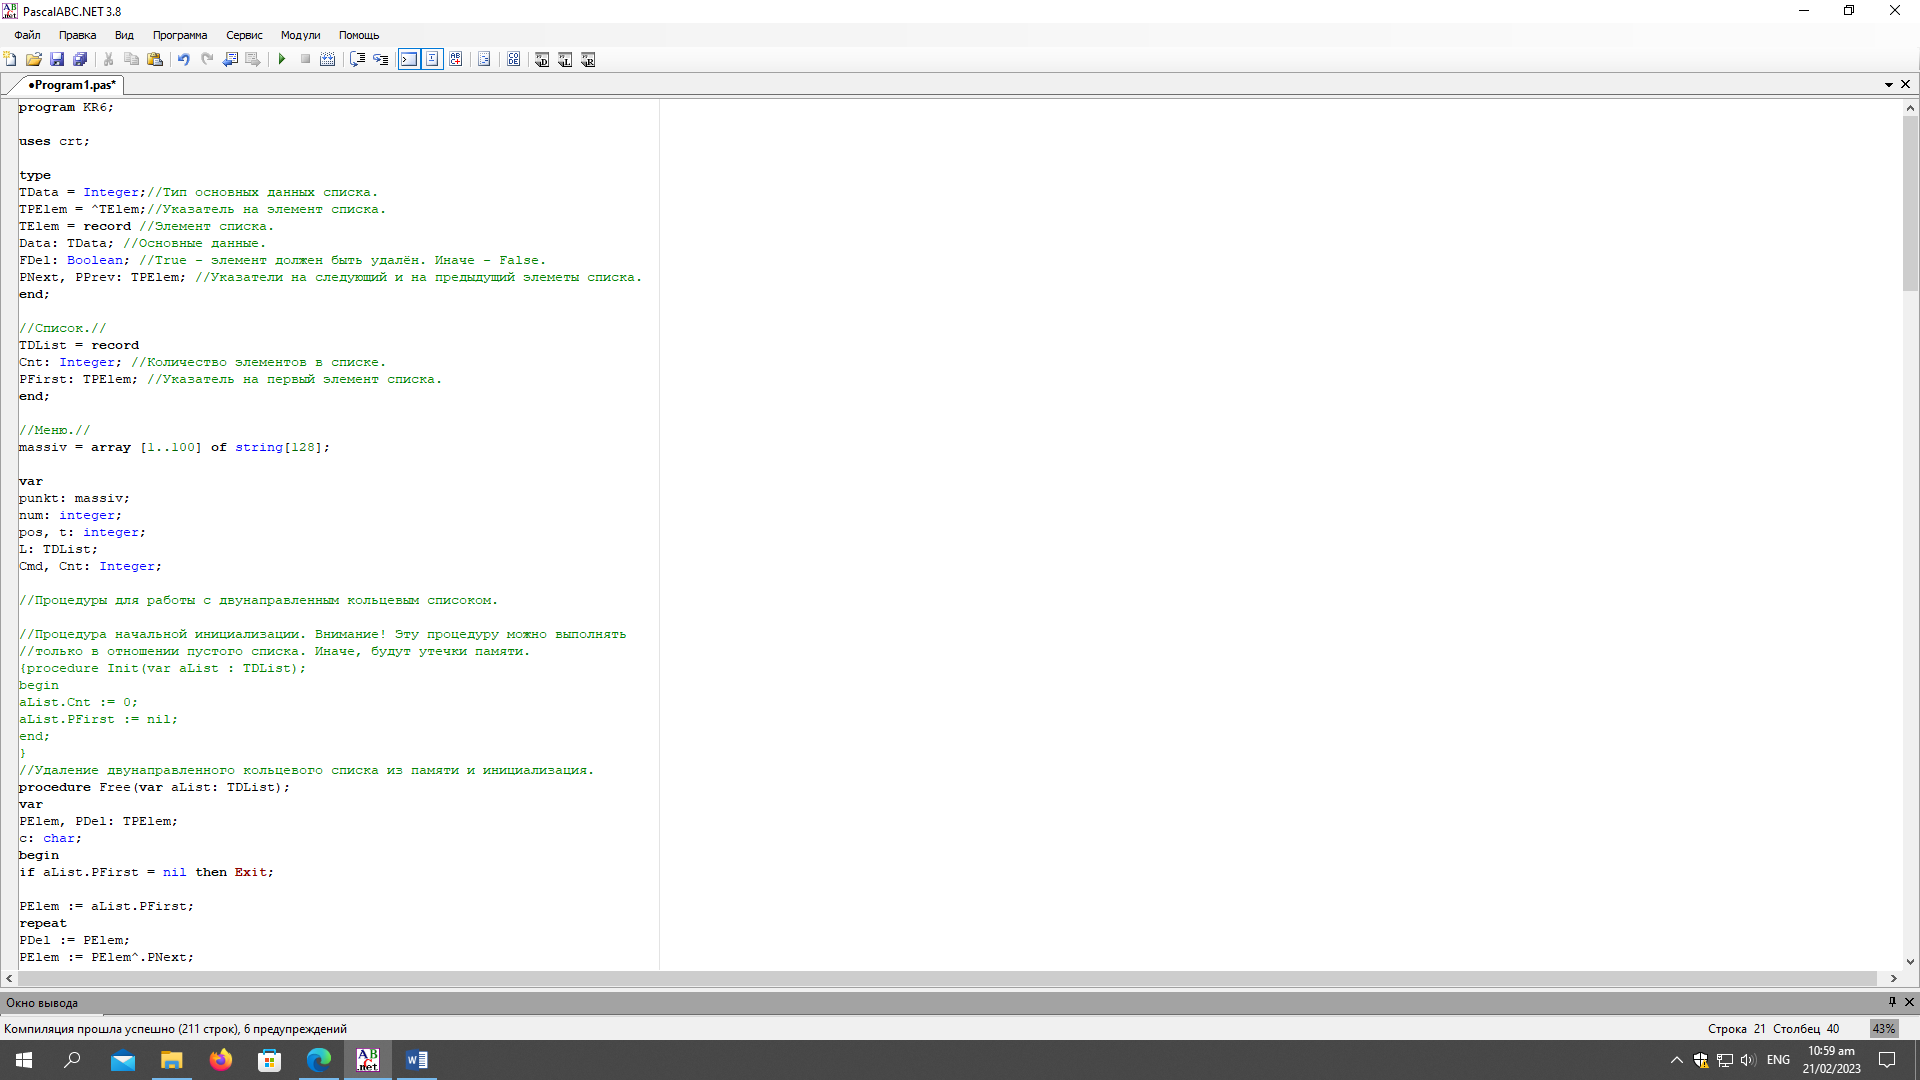 PascalABC.NET 3.8
Файл Правка Вид Программа Сервис Модули Помощь
•Program1.pas*
program KR6;
uses crt;
type
TData = Integer;//Тип основных данных списка.
TPElem = ^TElem;//Указатель на элемент списка.
TElem = record //Элемент списка.
Data: TData; //Основные данные.
FDel: Boolean; //True - элемент должен быть удалён. Иначе - False.
PNext, PPrev: TPElem; //Указатели на следующий и на предыдущий элеметы списка.
end;
//Список.//
TDList = record
Cnt: Integer; //Количество элементов в списке.
PFirst: TPElem; //Указатель на первый элемент списка.
end;
//Меню.//
massiv = array [1..100] of string[128];
var
punkt: massiv;
num: integer;
pos, t: integer;
L: TDList;
Cmd, Cnt: Integer;
//Процедуры для работы с двунаправленным кольцевым списоком.
//Процедура начальной инициализации. Внимание! Эту процедуру можно выполнять
//только в отношении пустого списка. Иначе, будут утечки памяти.
{procedure Init(var aList : TDList);
begin
aList.Cnt := 0;
aList.PFirst := nil;
end;
}
//Удаление двунаправленного кольцевого списка из памяти и инициализация.
procedure Free(var aList: TDList);
var
PElem, PDel: TPElem;
c: char;
begin
if aList.PFirst = nil then Exit;
PElem := aList.PFirst;
repeat
PDel := PElem;
PElem := PElem^.PNext;
Окно вывода
Компиляция прошла успешно (211 строк), 6 предупреждений Строка 21 Столбец 40 43%
ENG 10:59 am
21/02/2023